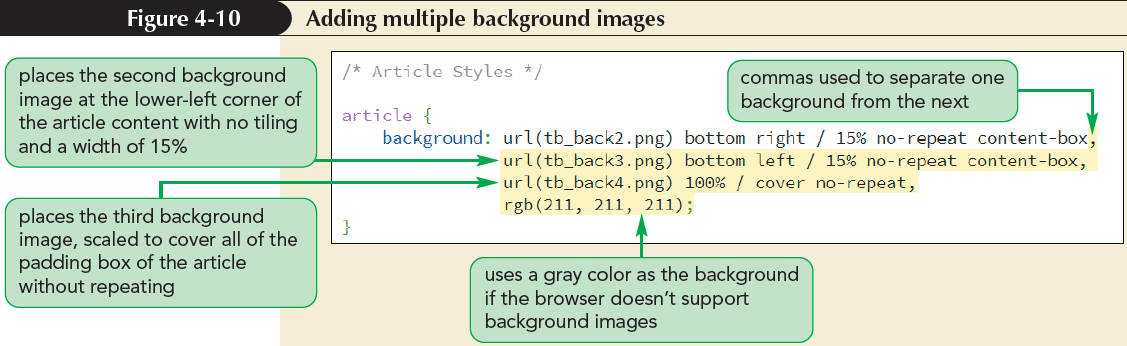 Figure 4-10 Adding multiple background images
places the second background
image at the lower-left corner of
the article content with no tiling
and a width of 15%
places the third background
image, scaled to cover all of the
padding box of the article
without repeating
/* Article Styles */
article {
background: url(tb_back2.png) bottom right / 15% no-repeat content-box,
url(tb_back3.png) bottom left / 15% no-repeat content-box,
url(tb_back4.png) 100% / cover no-repeat,
rgb(211, 211, 211);
}
commas used to separate one
background from the next
uses a gray color as the background
if the browser doesn't support
background images